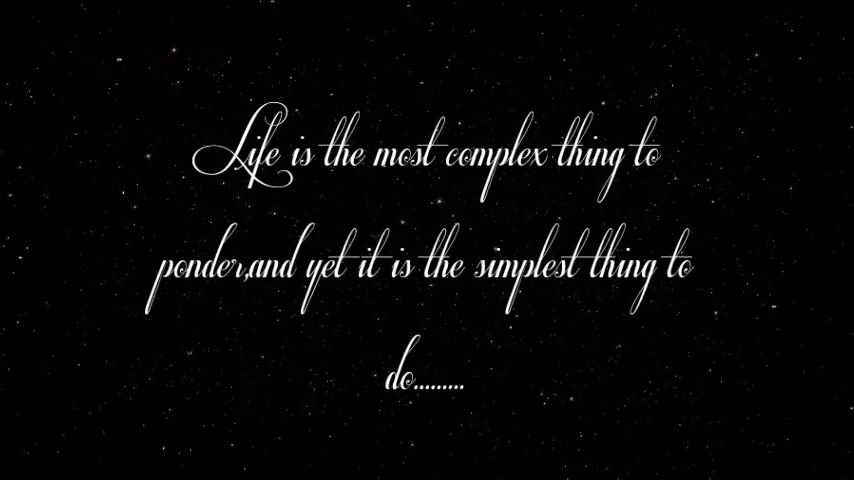 Life is the most complex thing to
ponder,and yet it is the simplest thing to
do.........